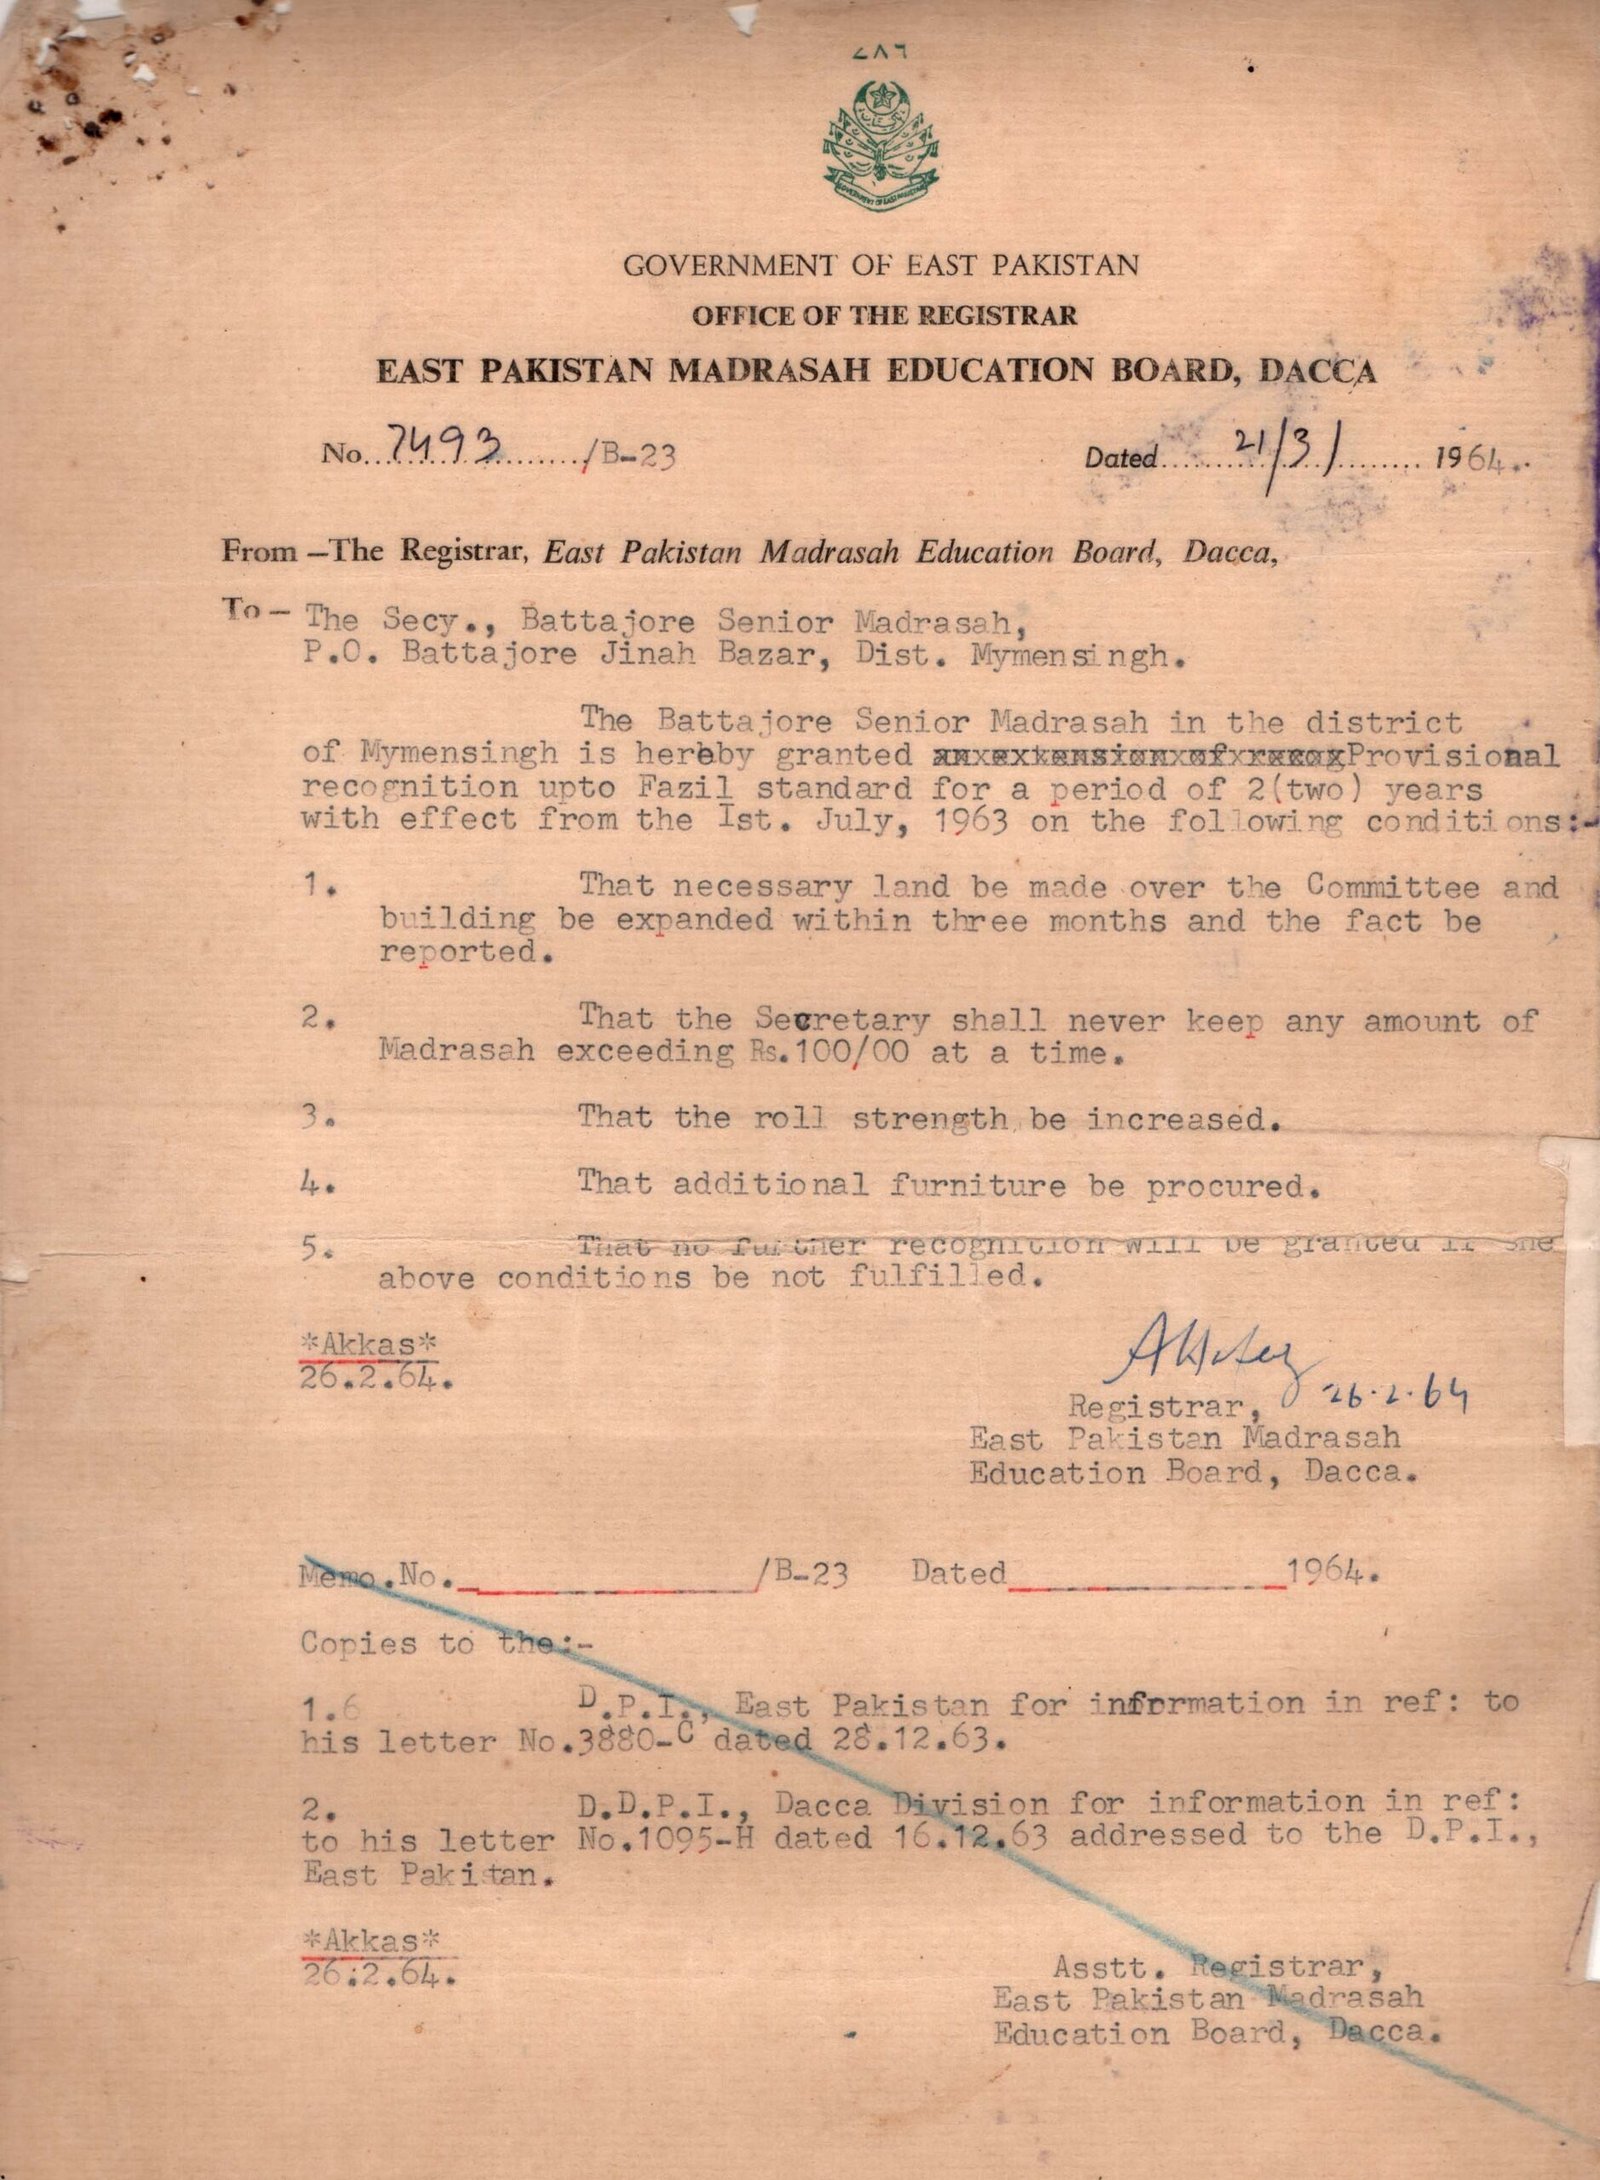 ٧٨٦
GOVERNMENT OF EAST PAKISTAN
GOVERNMENT OF EAST PAKISTAN
OFFICE OF THE REGISTRAR
EAST PAKISTAN MADRASAH EDUCATION BOARD, DACCA
No. 7493 /B-23 Dated 21/3/ 1964.
From —The Registrar, East Pakistan Madrasah Education Board, Dacca,
To — The Secy., Battajore Senior Madrasah,
P.O. Battajore Jinah Bazar, Dist. Mymensingh.
The Battajore Senior Madrasah in the district
of Mymensingh is hereby granted Provisional
recognition upto Fazil standard for a period of 2(two) years
with effect from the Ist. July, 1963 on the following conditions:-
1. That necessary land be made over the Committee and
building be expanded within three months and the fact be
reported.
2. That the Secretary shall never keep any amount of
Madrasah exceeding Rs.100/00 at a time.
3. That the roll strength be increased.
4. That additional furniture be procured.
5. That no further recognition will be granted if the
above conditions be not fulfilled.
*Akkas*
26.2.64.
26.2.64
Registrar,
East Pakistan Madrasah
Education Board, Dacca.
Memo.No. /B-23 Dated 1964.
Copies to the:-
1.6 D.P.I., East Pakistan for information in ref: to
his letter No.3880-C dated 28.12.63.
2. D.D.P.I., Dacca Division for information in ref:
to his letter No.1095-H dated 16.12.63 addressed to the D.P.I.,
East Pakistan.
*Akkas*
26.2.64.
Asstt. Registrar,
East Pakistan Madrasah
Education Board, Dacca.